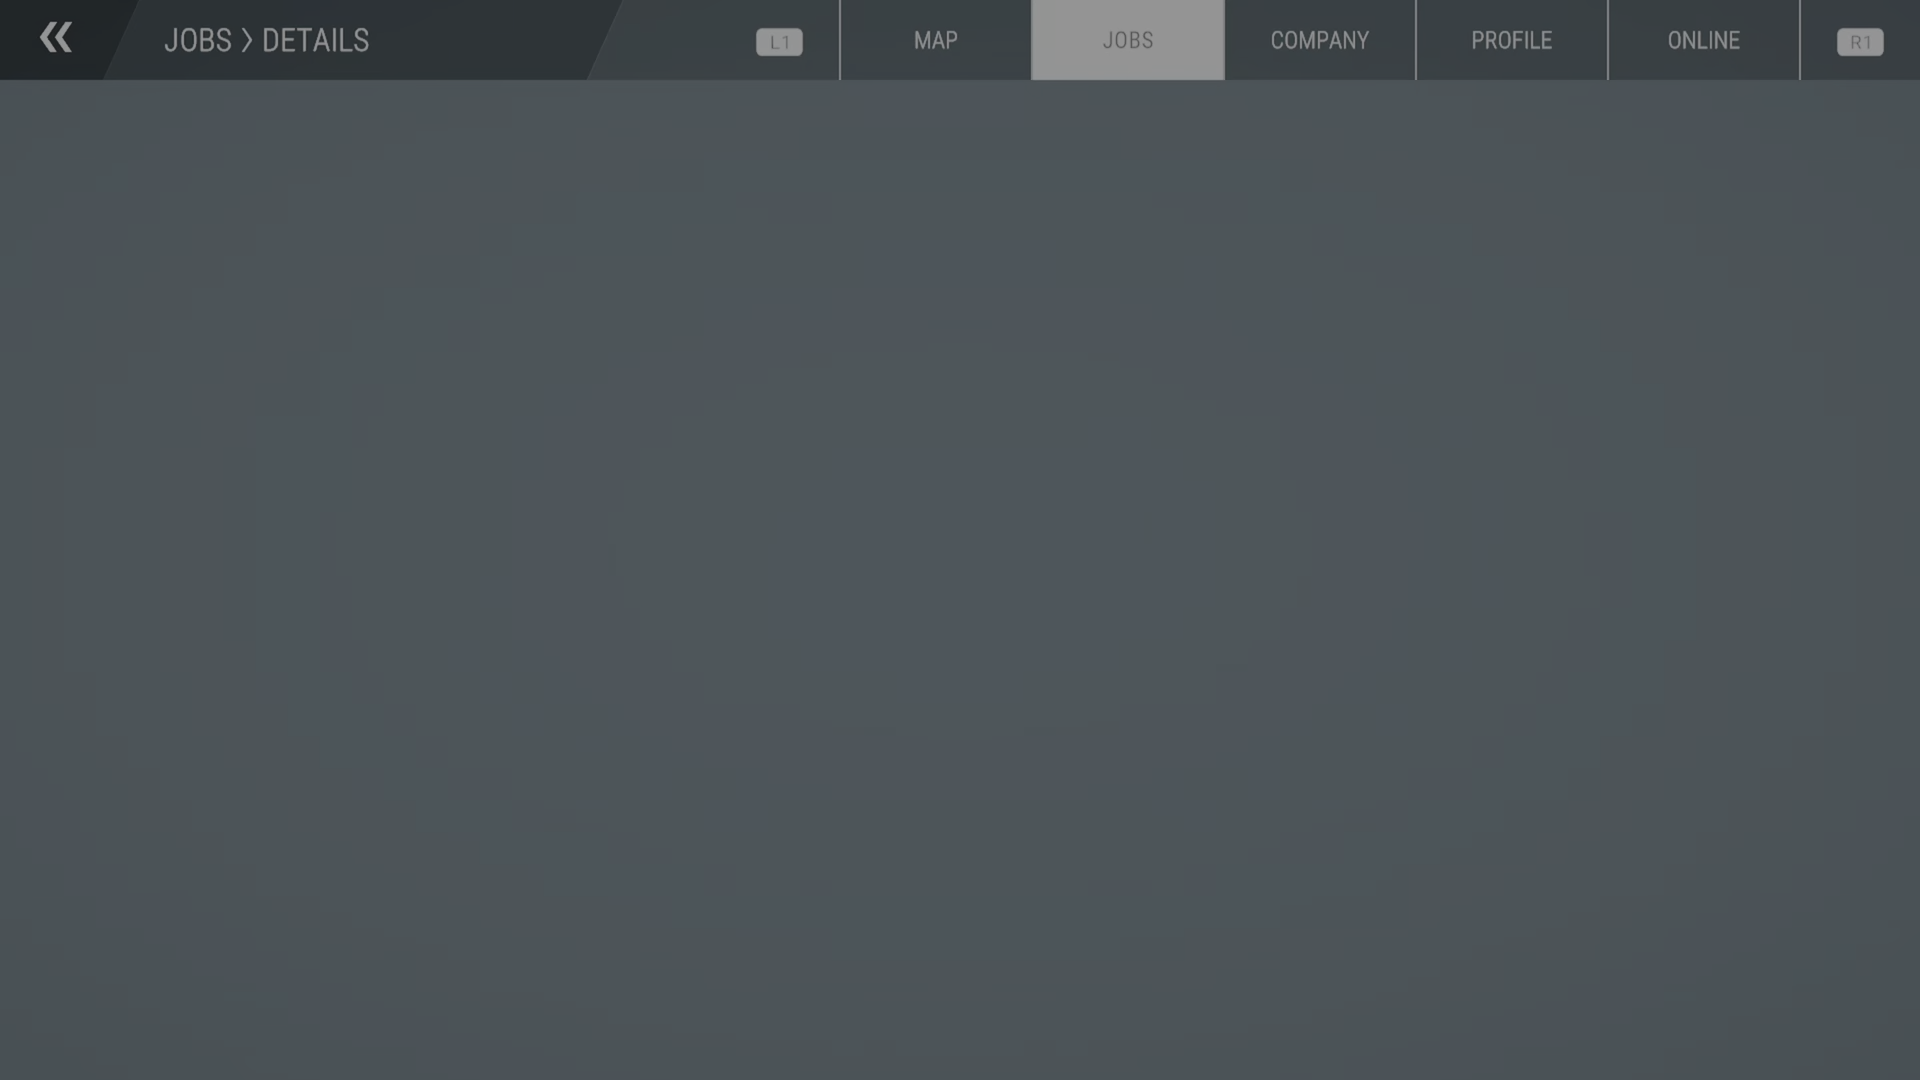 JOBS > DETAILS
L1
MAP
JOBS
COMPANY
PROFILE
ONLINE
R1